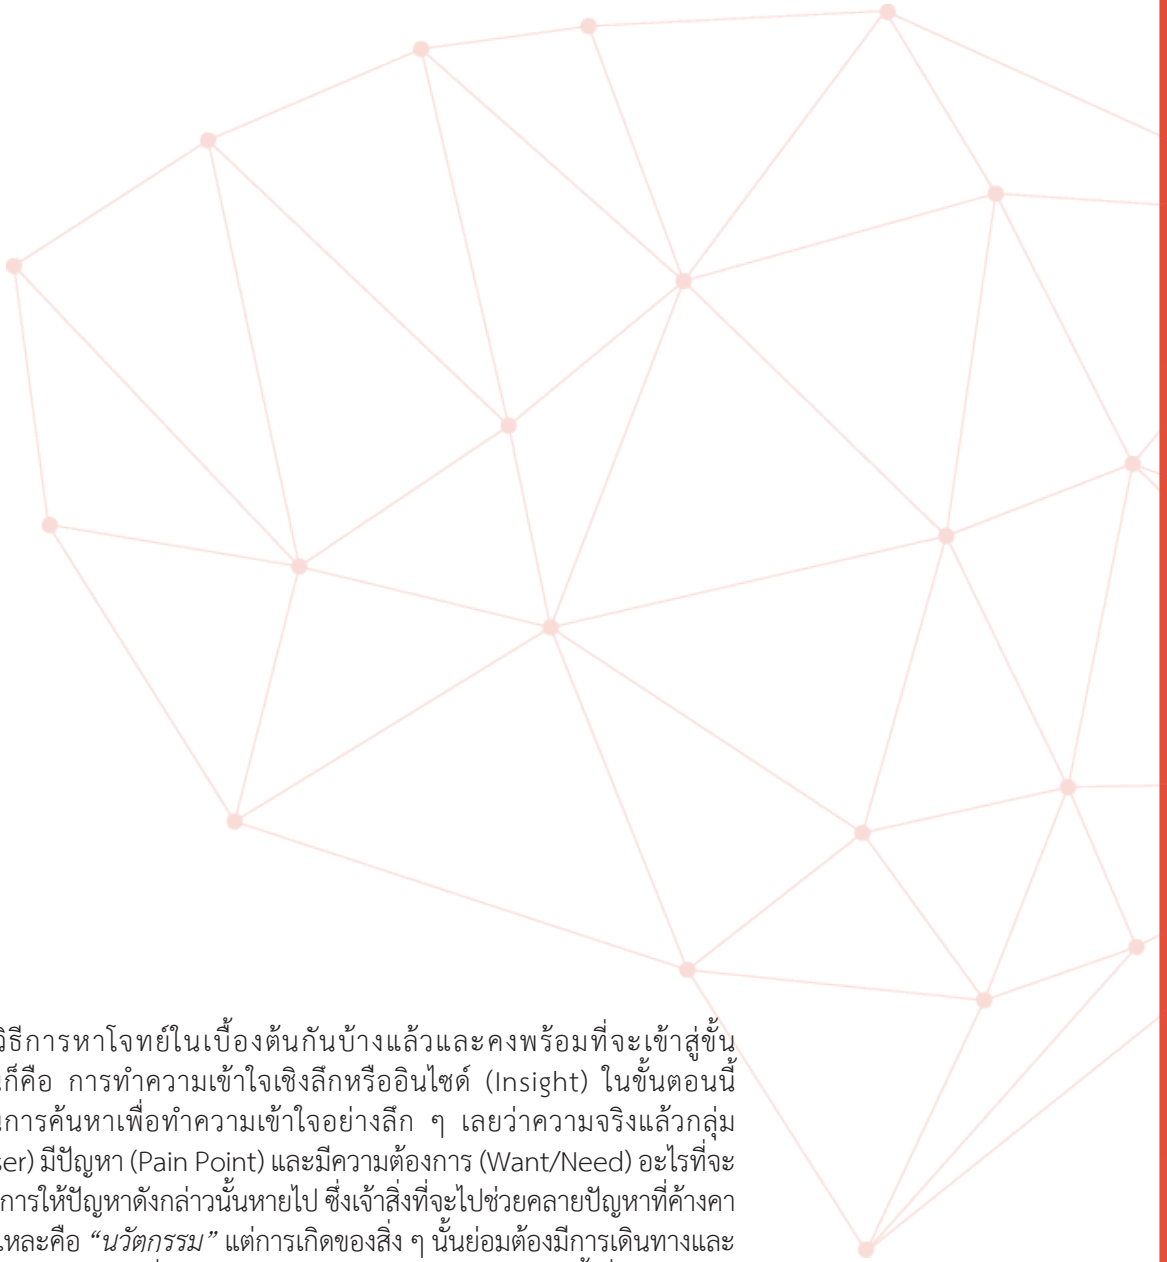 วิธีการหาโจทย์ในเบื้องต้นกันบ้างแล้วและคงพร้อมที่จะเข้าสู่ขั้น
ก็คือ การทำความเข้าใจเชิงลึกหรืออินไซด์ (Insight) ในขั้นตอนนี้
การค้นหาเพื่อทำความเข้าใจอย่างลึก ๆ เลยว่าความจริงแล้วกลุ่ม
ser) มีปัญหา (Pain Point) และมีความต้องการ (Want/Need) อะไรที่จะ
การให้ปัญหาดังกล่าวนั้นหายไป ซึ่งเจ้าสิ่งที่จะไปช่วยคลายปัญหาที่ค้างคา
แหละคือ “นวัตกรรม” แต่การเกิดของสิ่ง ๆ นั้นย่อมต้องมีการเดินทางและ